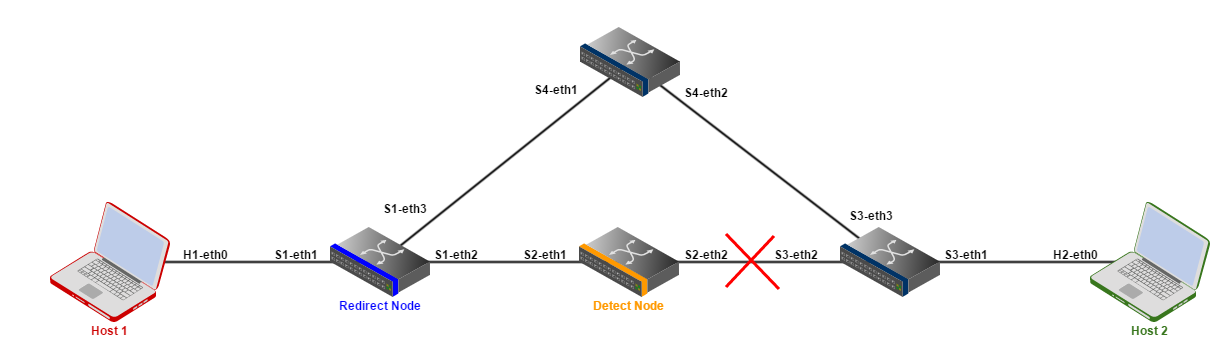 S4-eth1
S4-eth2
S1-eth3
S3-eth3
H1-eth0
S1-eth1
S1-eth2
S2-eth1
S2-eth2
S3-eth2
S3-eth1
H2-eth0
Redirect Node
Detect Node
Host 1
Host 2